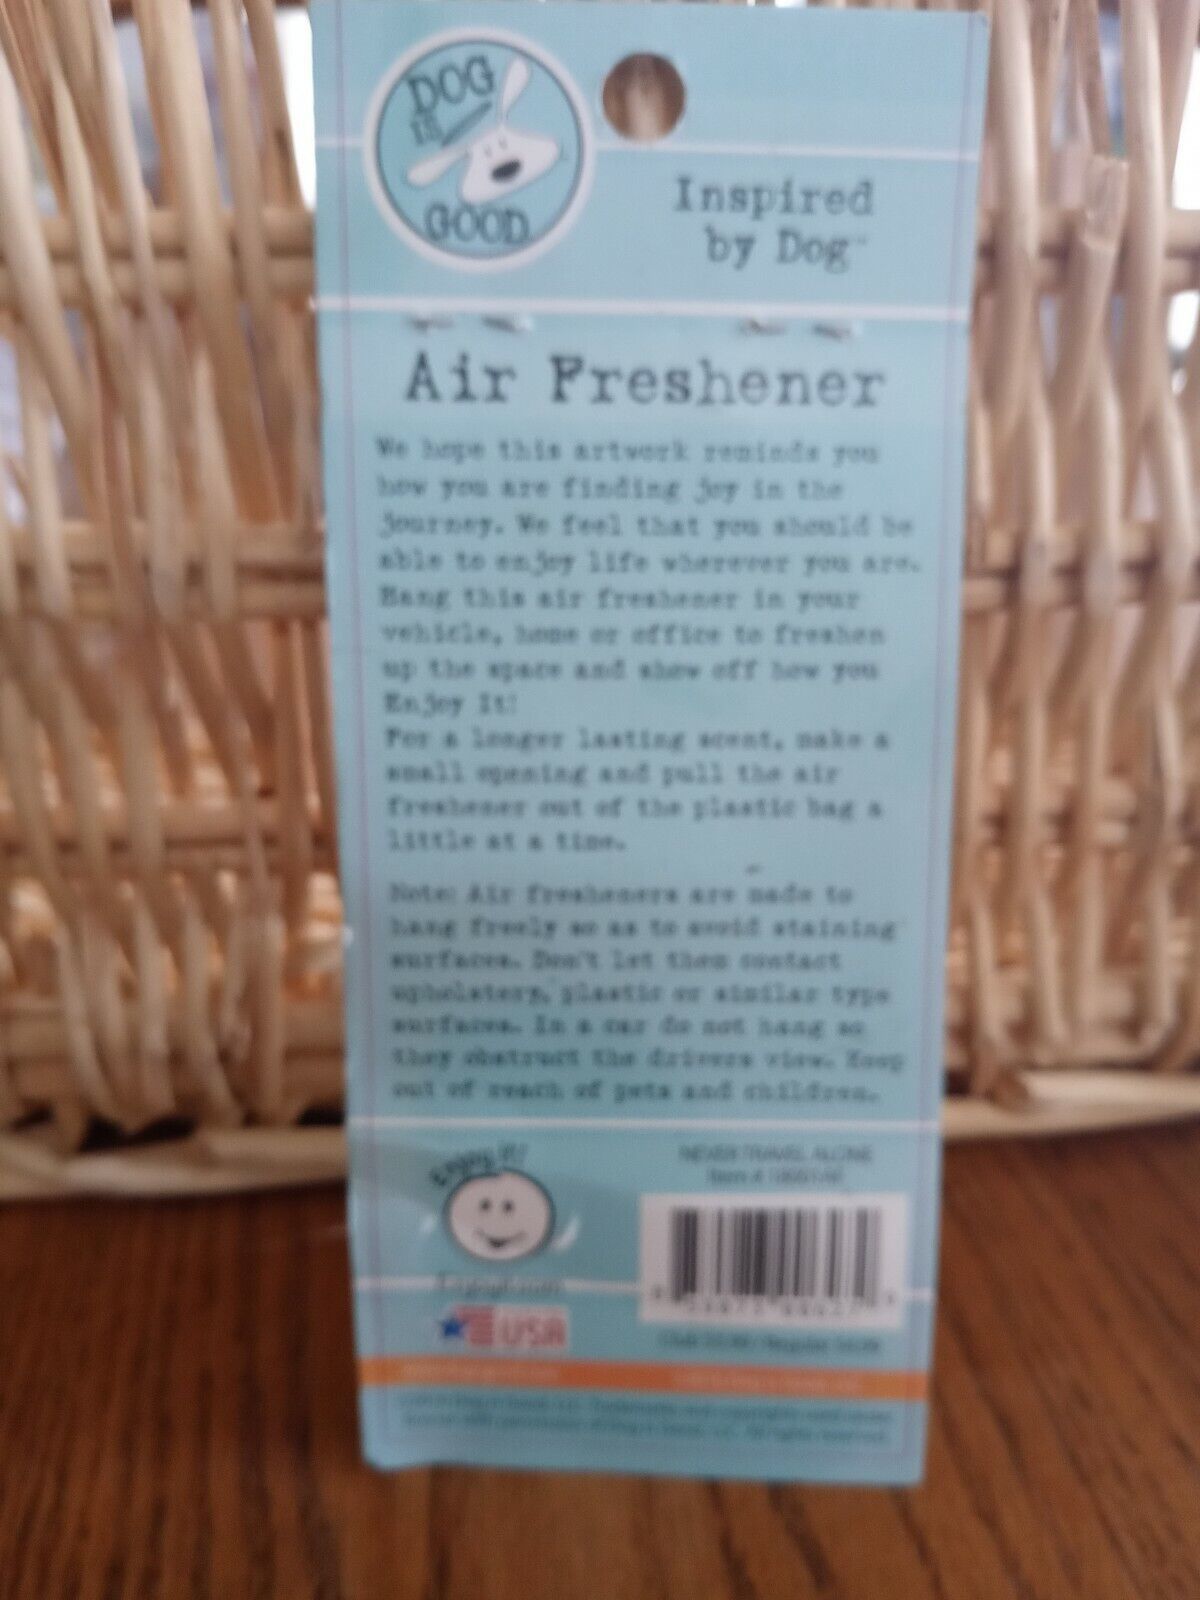 DOG
is
GOOD
Inspired
by Dog™
Air Freshener
We hope this artwork reminds you
how you are finding joy in the
journey. We feel that you should be
able to enjoy life wherever you are.
Hang this air freshener in your
vehicle, home or office to freshen
up the space and show off how you
Enjoy It!
For a longer lasting scent, make a
small opening and pull the air
freshener out of the plastic bag a
little at a time.
Note: Air fresheners are made to
hang freely so as to avoid staining
surfaces. Don't let them contact
upholstery, plastic or similar type
surfaces. In a car do not hang so
they obstruct the drivers view. Keep
out of reach of pets and children.
Enjoy it!
NEVER TRAVEL ALONE
Item #
USA
All rights reserved.